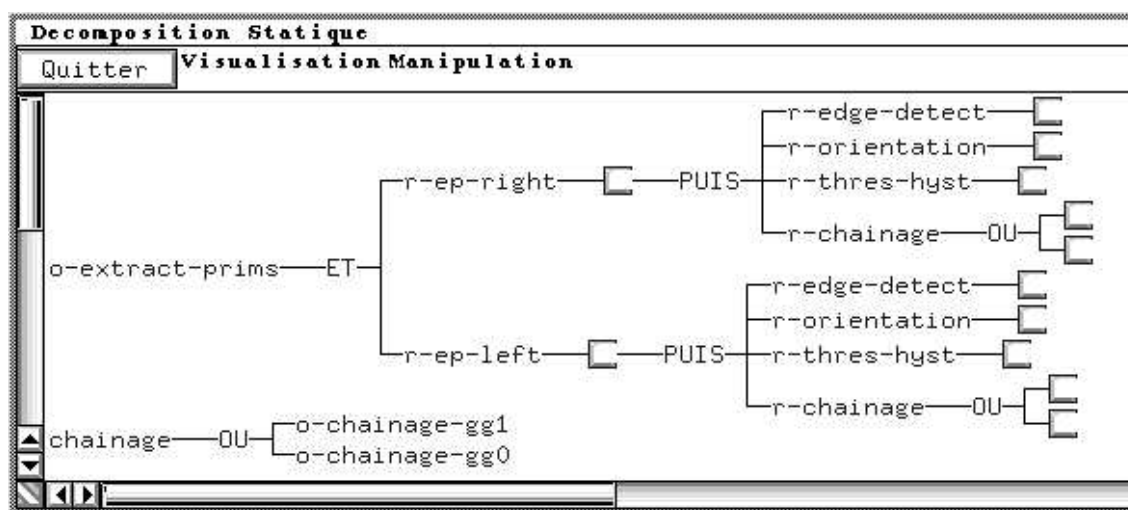 Decomposition Statique
Quitter Visualisation Manipulation
r-edge-detect
r-orientation
r-ep-right PUIS r-thres-hyst
r-chainage OU
o-extract-prims ET
r-edge-detect
r-orientation
r-ep-left PUIS r-thres-hyst
r-chainage OU
o-chainage-gg1
chainage OU
o-chainage-gg0